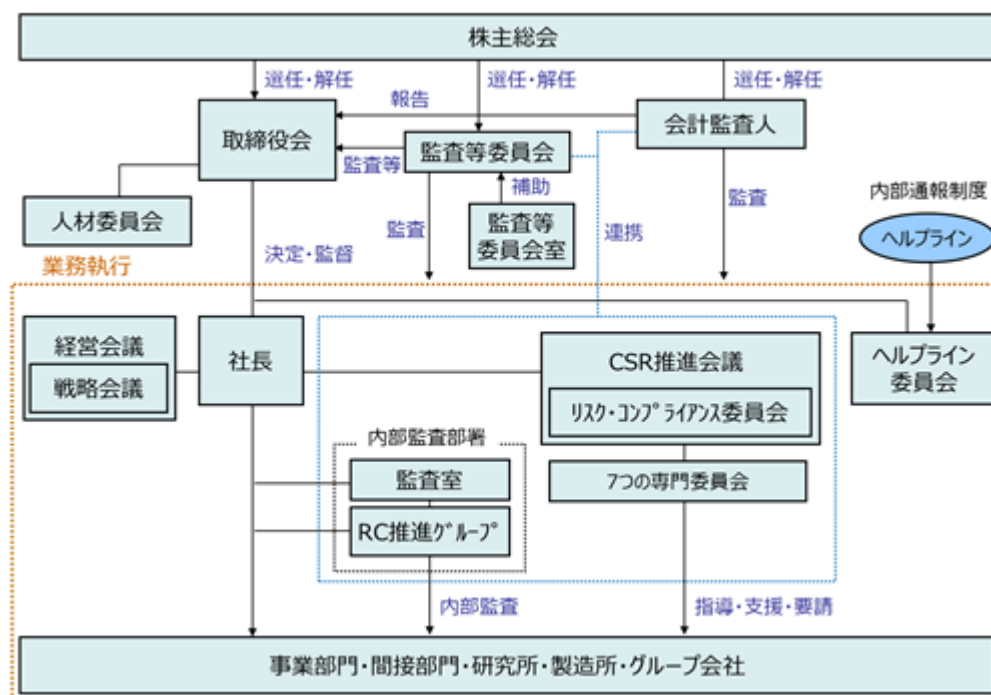 株主総会
選任・解任
選任・解任
選任・解任
報告
取締役会
監査等委員会
会計監査人
監査等
補助
人材委員会
監査
監査等
委員会室
監査
連携
内部通報制度
ヘルプライン
決定・監督
業務執行
経営会議
戦略会議
社長
CSR推進会議
リスク・コンプライアンス委員会
ヘルプライン
委員会
内部監査部署
監査室
RC推進グループ
7つの専門委員会
内部監査
指導・支援・要請
事業部門・間接部門・研究所・製造所・グループ会社